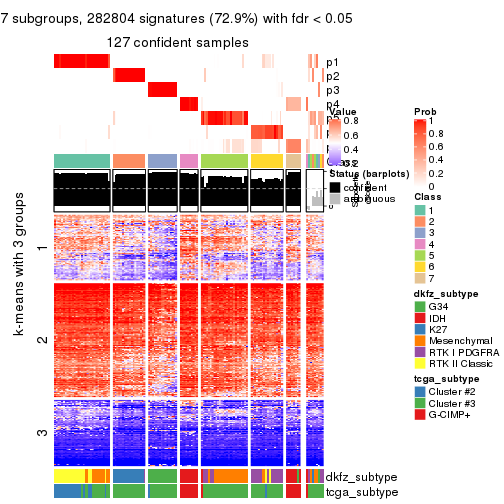 7 subgroups, 282804 signatures (72.9%) with fdr < 0.05
127 confident samples
p1
p2
p3
p4
Value
0.8
0.6
0.4
0.2
Class
Status (barplots)
confident
ambiguous
0
k-means with 3 groups
1
2
3
dkfz_subtype
tcga_subtype
Prob
1
0.8
0.6
0.4
0.2
0
Class
1
2
3
4
5
6
7
dkfz_subtype
G34
IDH
K27
Mesenchymal
RTK I PDGFRA
RTK II Classic
tcga_subtype
Cluster #2
Cluster #3
G-CIMP+